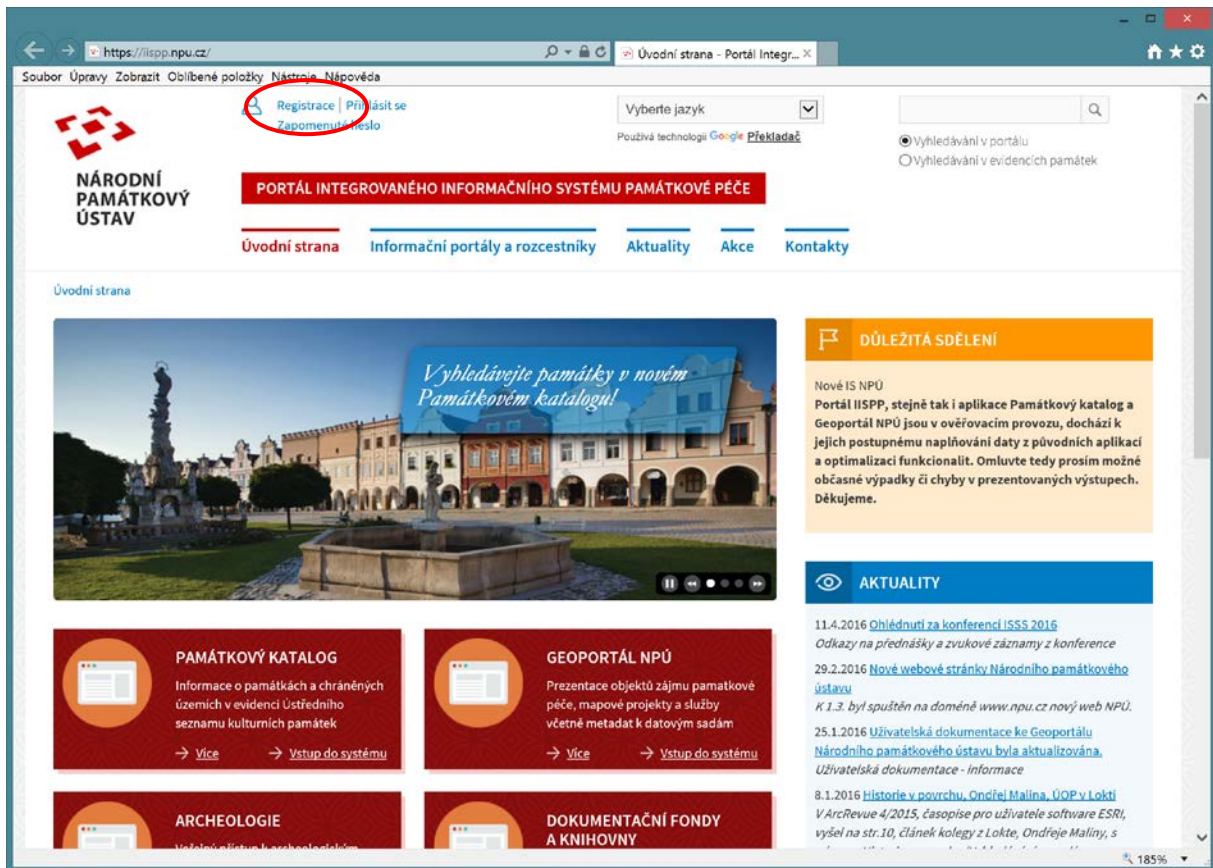 https://iispp.npu.cz/
Úvodní strana - Portál Integr...
Soubor Úpravy Zobrazit Oblíbené položky Nástroje Nápověda
Registrace | Přihlásit se
Zapomenuté heslo
Vyberte jazyk
Používá technologii Google Překladač
Vyhledávání v portálu
Vyhledávání v evidencích památek
NÁRODNÍ
PAMÁTKOVÝ
ÚSTAV
PORTÁL INTEGROVANÉHO INFORMAČNÍHO SYSTÉMU PAMÁTKOVÉ PÉČE
Úvodní strana Informační portály a rozcestníky Aktuality Akce Kontakty
Úvodní strana
Vyhledávejte památky v novém
Památkovém katalogu!
DŮLEŽITÁ SDĚLENÍ
Nové IS NPÚ
Portál IISPP, stejně tak i aplikace Památkový katalog a
Geoportál NPÚ jsou v ověřovacím provozu, dochází k
jejich postupnému naplňování daty z původních aplikací
a optimalizaci funkcionalit. Omluvte tedy prosím možné
občasné výpadky či chyby v prezentovaných výstupech.
Děkujeme.
AKTUALITY
11.4.2016 Ohlédnutí za konferencí ISSS 2016
Odkazy na přednášky a zvukové záznamy z konference
29.2.2016 Nové webové stránky Národního památkového
ústavu
K 1.3. byl spuštěn na doméně www.npu.cz nový web NPÚ.
25.1.2016 Uživatelská dokumentace ke Geoportálu
Národního památkového ústavu byla aktualizována.
Uživatelská dokumentace - informace
8.1.2016 Historie v povrchu, Ondřej Malina, ÚOP v Lokti
V ArcRevue 4/2015, časopise pro uživatele software ESRI,
vyšel na str.10, článek kolegy z Lokte, Ondřeje Maliny, s
PAMÁTKOVÝ KATALOG
Informace o památkách a chráněných
územích v evidenci Ústředního
seznamu kulturních památek
→ Více → Vstup do systému
GEOPORTÁL NPÚ
Prezentace objektů zájmu pamatkové
péče, mapové projekty a služby
včetně metadat k datovým sadám
→ Více → Vstup do systému
ARCHEOLOGIE
Veřejný přístup k archeologickým
DOKUMENTAČNÍ FONDY
A KNIHOVNY
185%